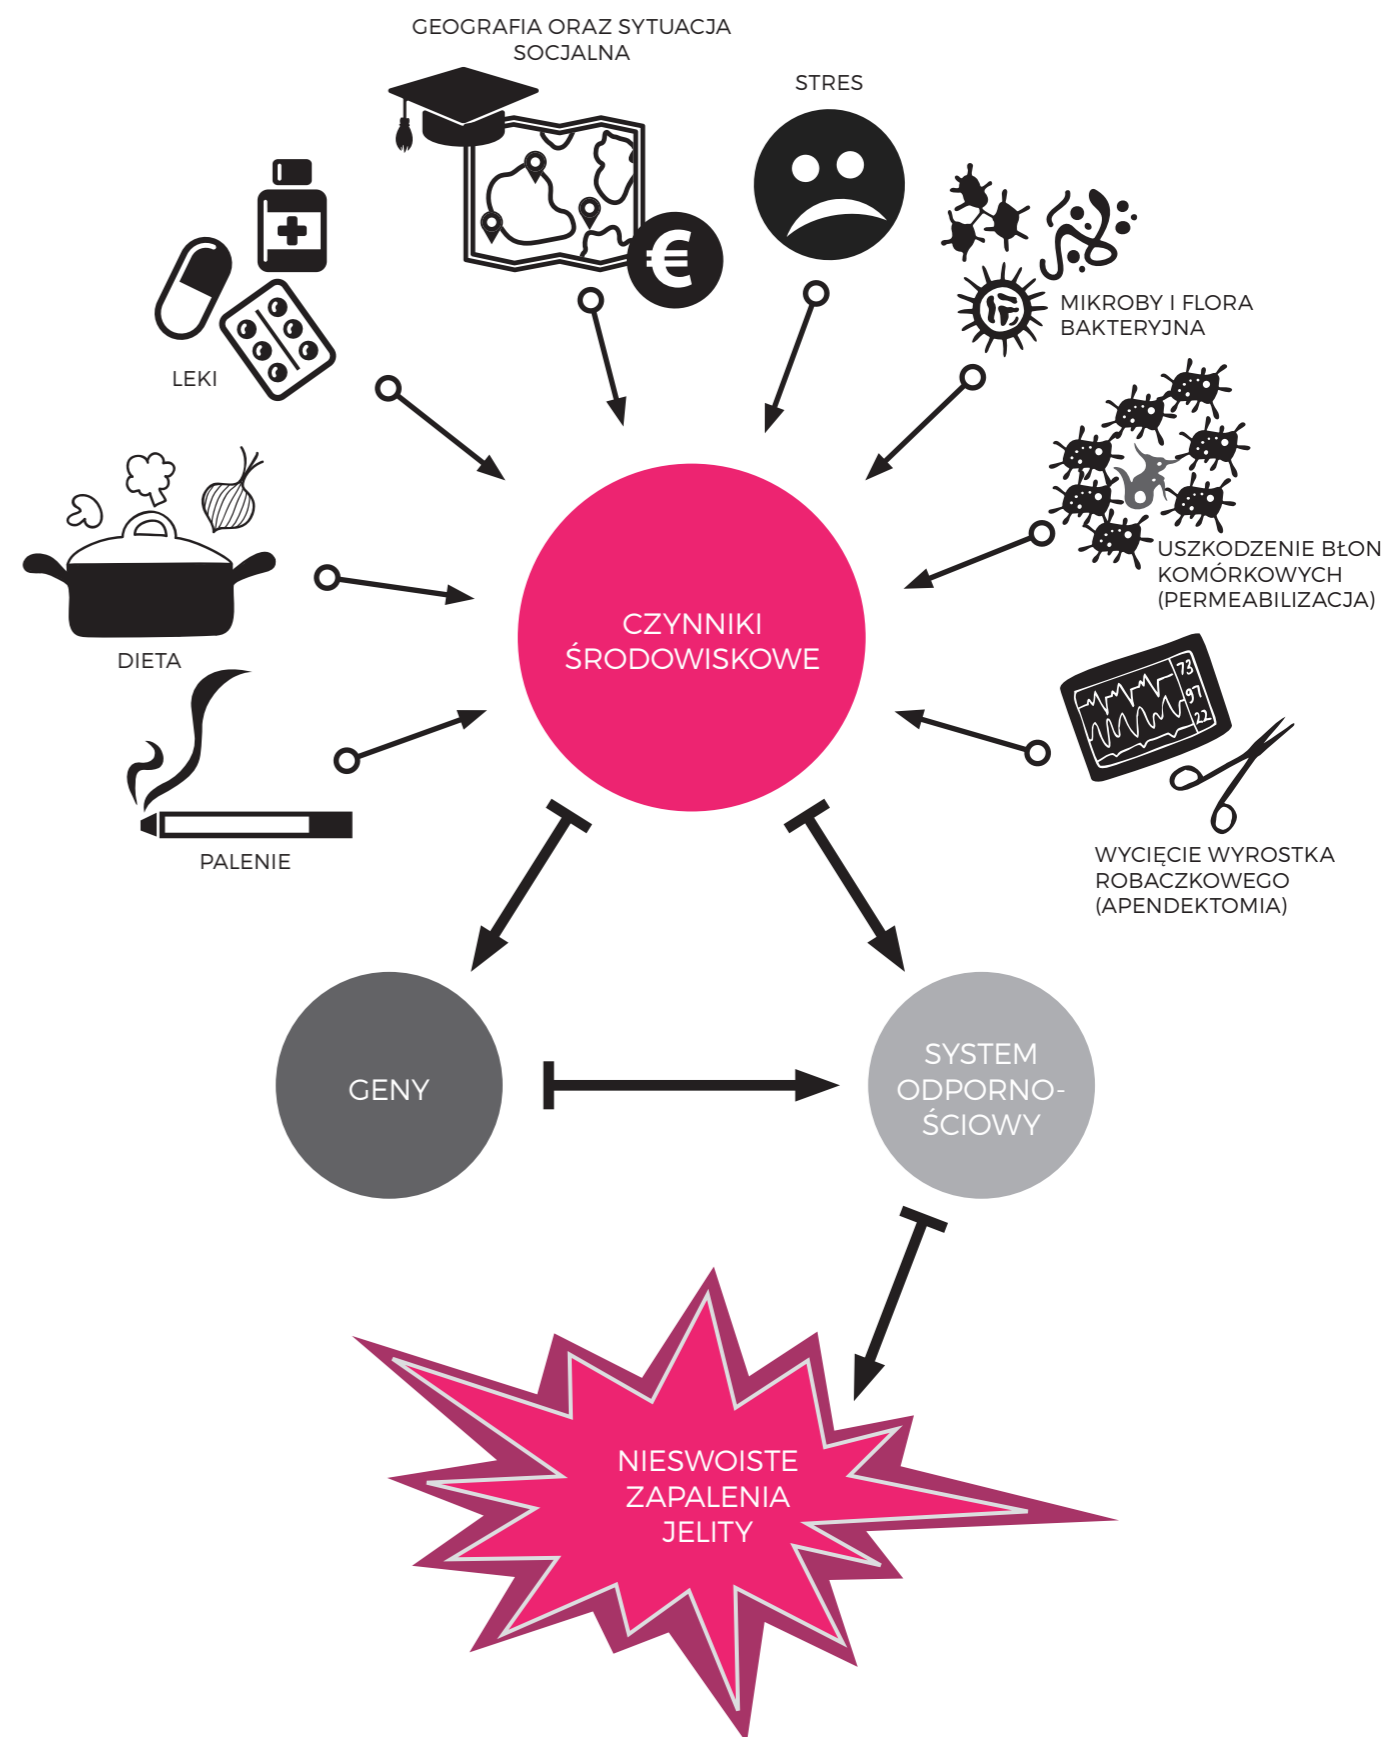 GEOGRAFIA ORAZ SYTUACJA
SOCJALNA
STRES
MIKROBY I FLORA
BAKTERYJNA
LEKI
USZKODZENIE BŁON
KOMÓRKOWYCH
(PERMEABILIZACJA)
DIETA
CZYNNIKI
ŚRODOWISKOWE
73
97
22
PALENIE
WYCIĘCIE WYROSTKA
ROBACZKOWEGO
(APENDEKTOMIA)
GENY
SYSTEM
ODPORNO-
ŚCIOWY
NIESWOISTE
ZAPALENIA
JELITY